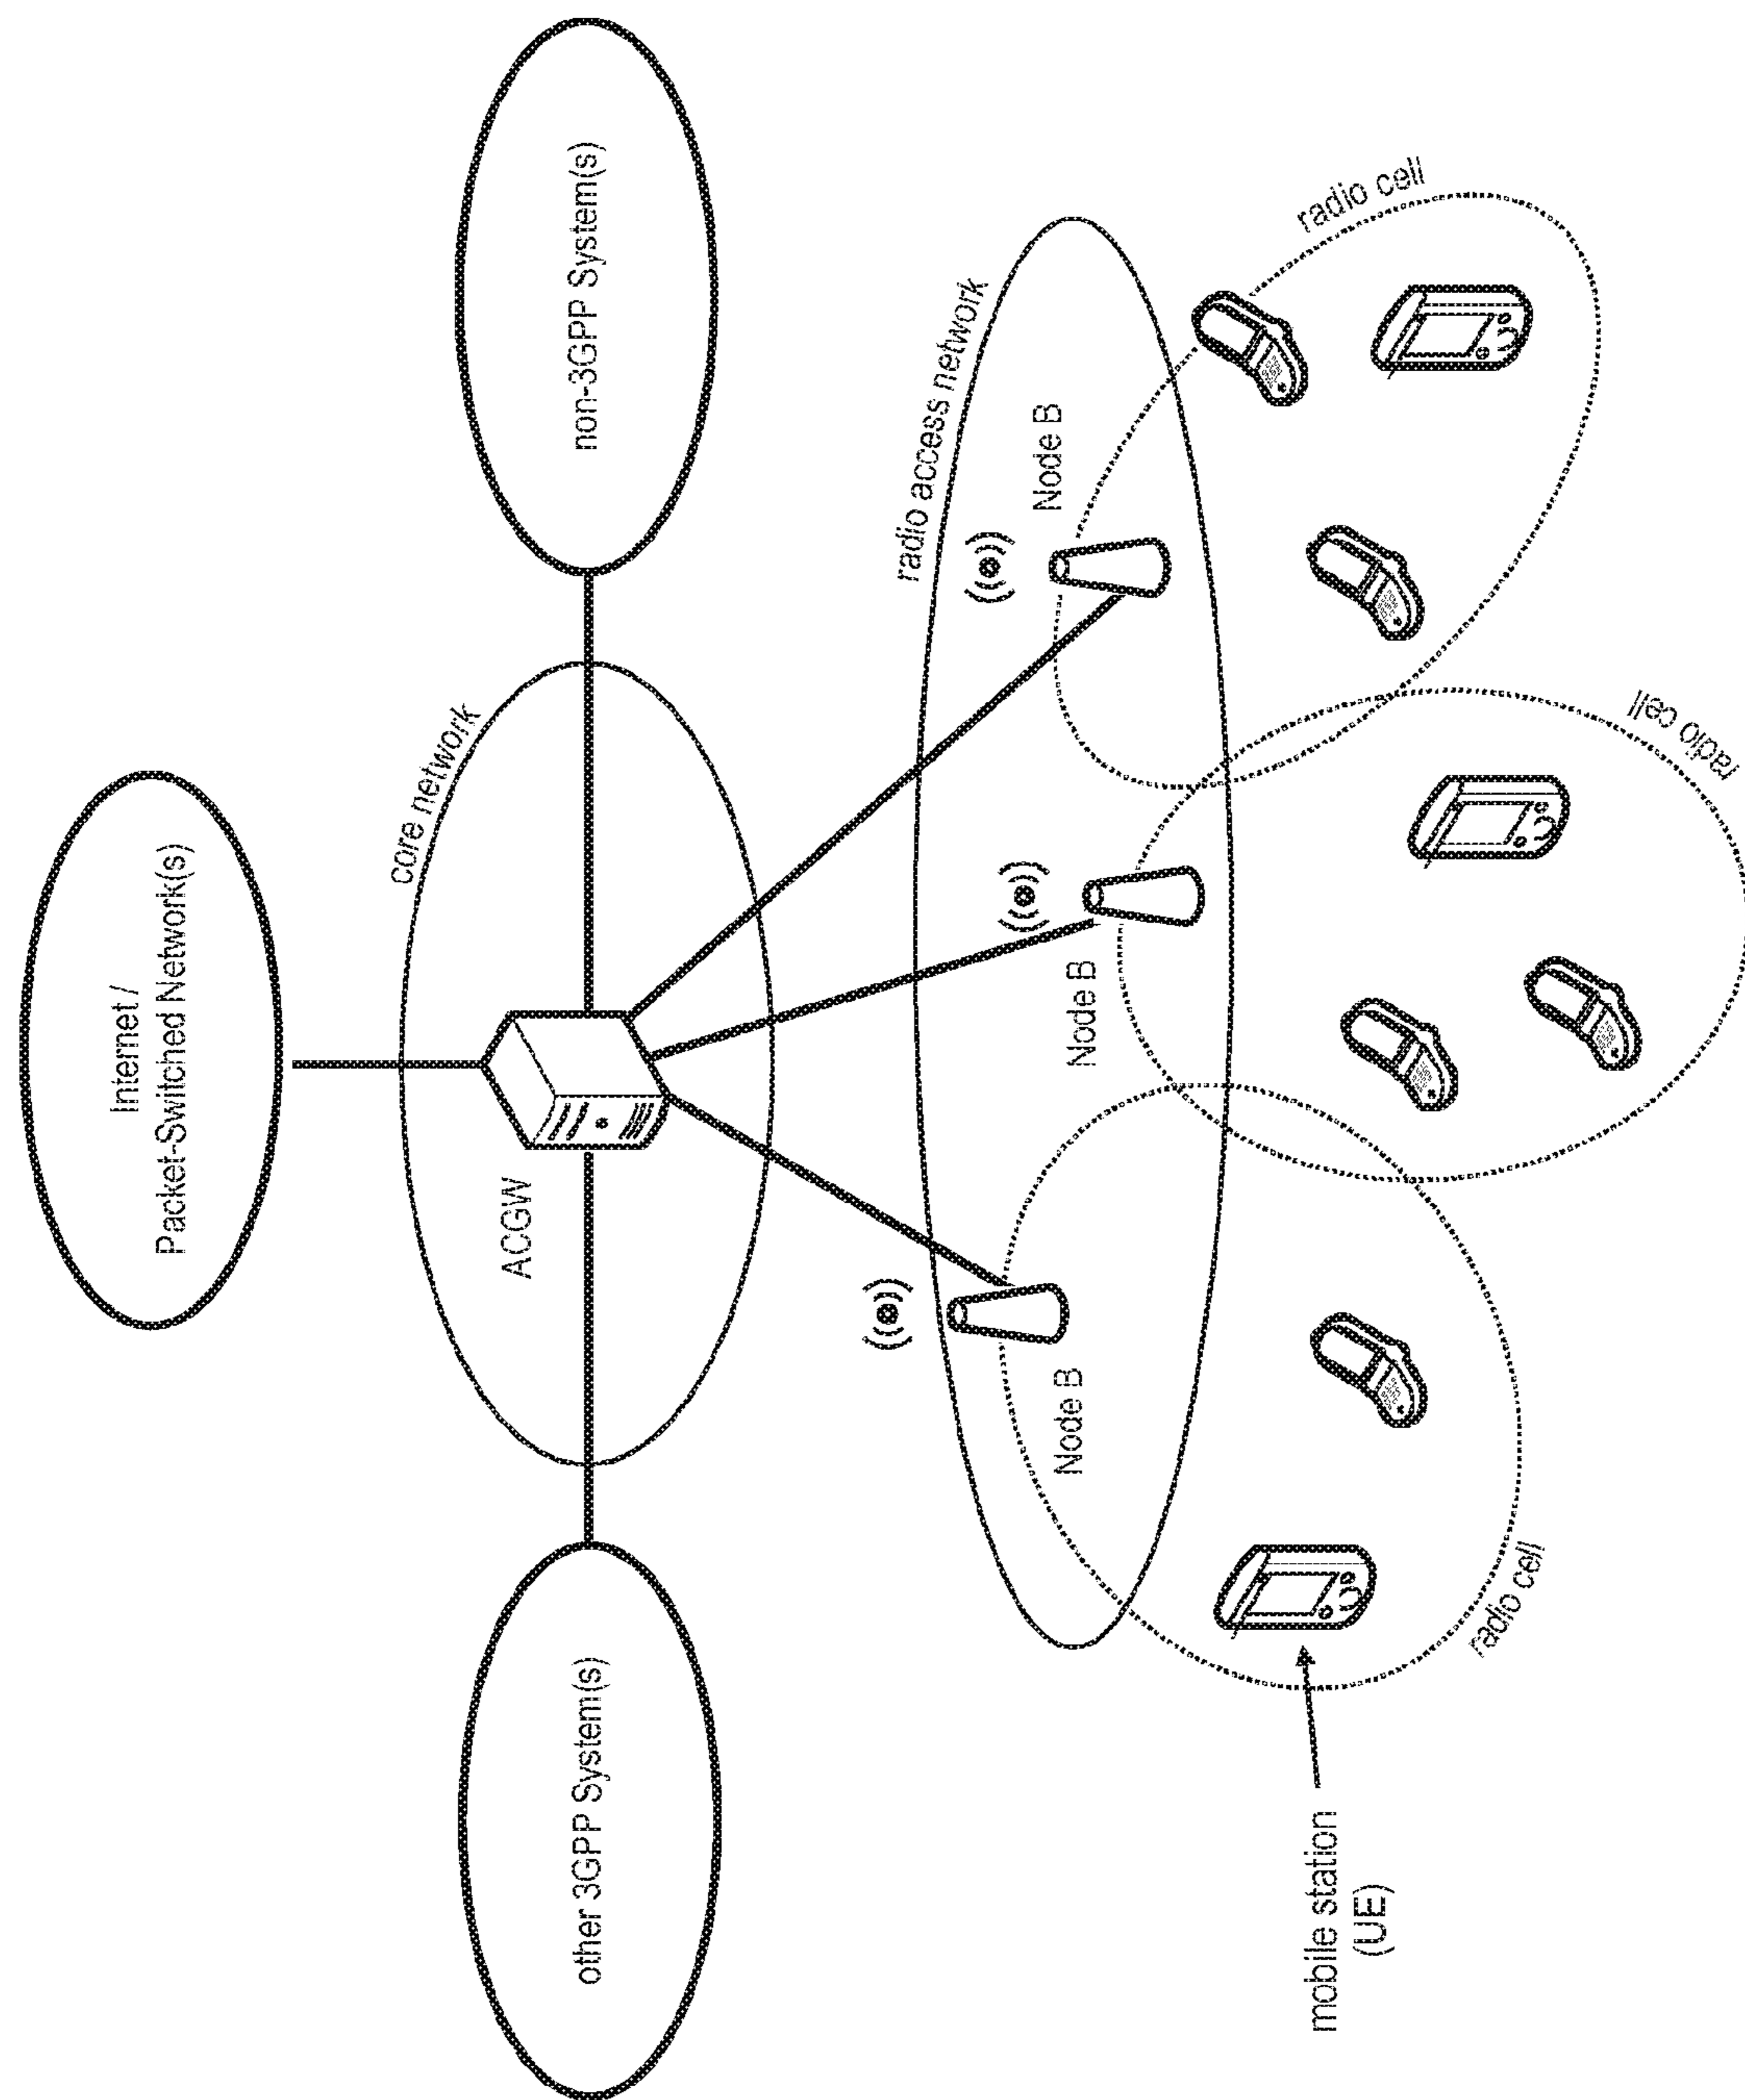 Internet /
Packet-Switched Network(s)
core network
other 3GPP System(s)
ACGW
non-3GPP System(s)
radio access network
Node B
Node B
Node B
mobile station
(UE)
radio cell
radio cell
radio cell